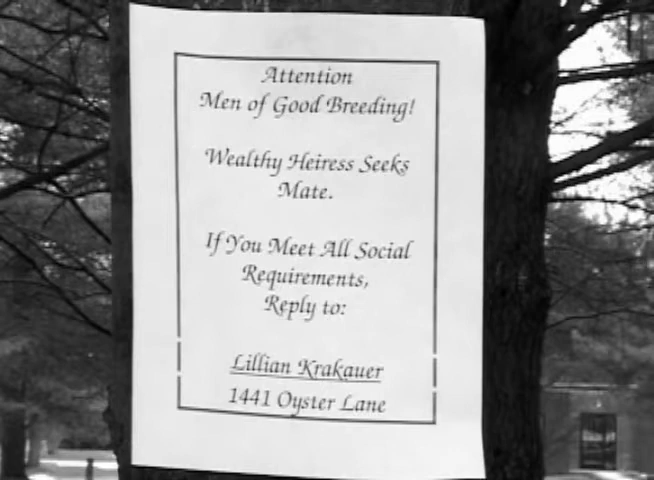 Attention
Men of Good Breeding!
Wealthy Heiress Seeks
Mate.
If You Meet All Social
Requirements,
Reply to:
Lillian Krakauer
1441 Oyster Lane